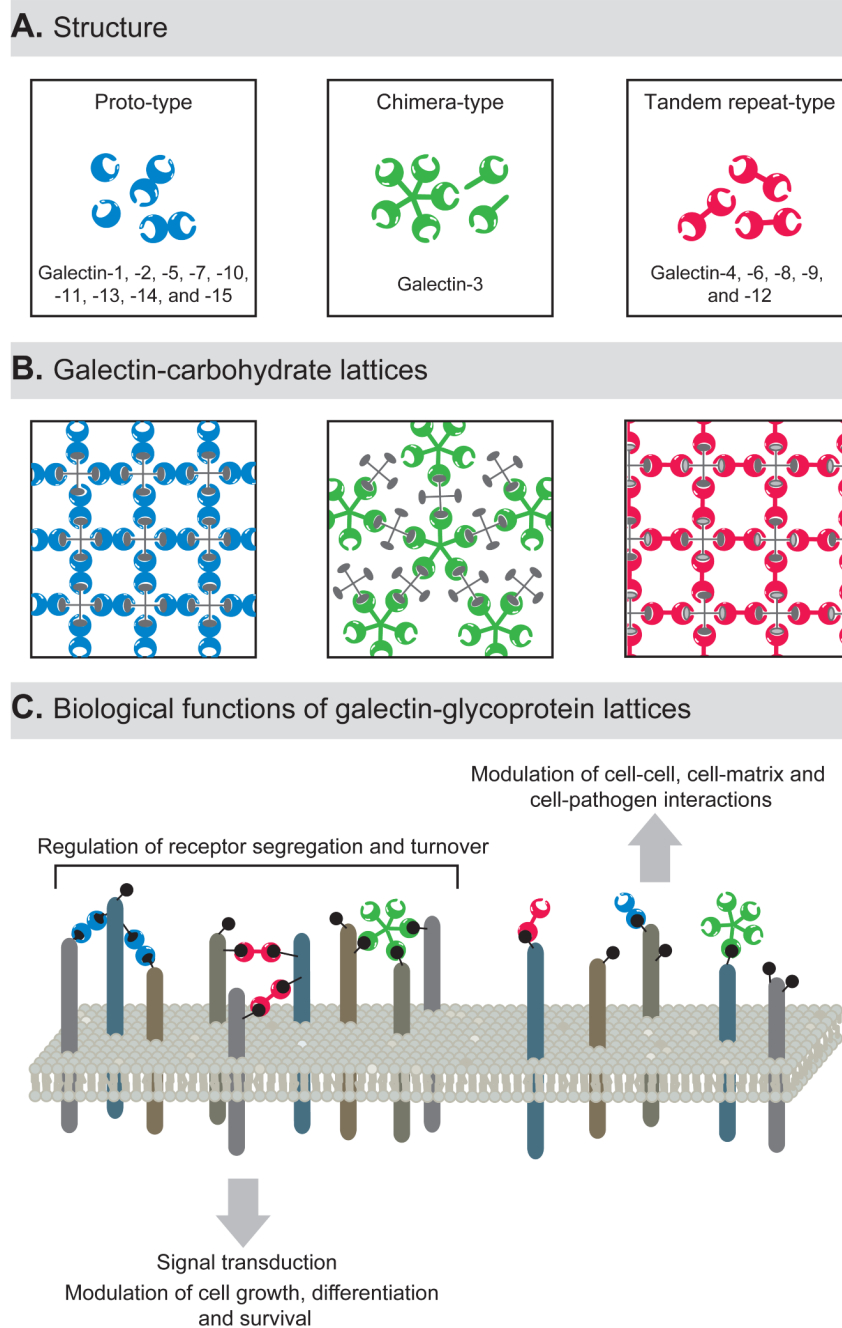 A. Structure
Proto-type
Chimera-type
Tandem repeat-type
Galectin-1, -2, -5, -7, -10,
-11, -13, -14, and -15
Galectin-3
Galectin-4, -6, -8, -9,
and -12
B. Galectin-carbohydrate lattices
C. Biological functions of galectin-glycoprotein lattices
Modulation of cell-cell, cell-matrix and
cell-pathogen interactions
Regulation of receptor segregation and turnover
Signal transduction
Modulation of cell growth, differentiation
and survival